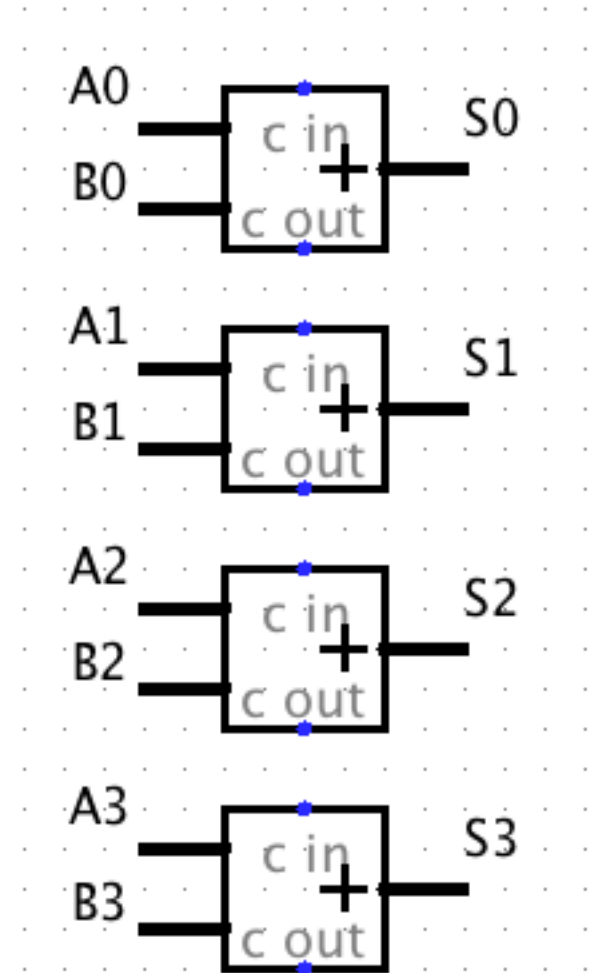 A0
c in
S0
B0
+
c out
A1
c in
S1
B1
+
c out
A2
c in
S2
B2
+
c out
A3
c in
S3
B3
+
c out